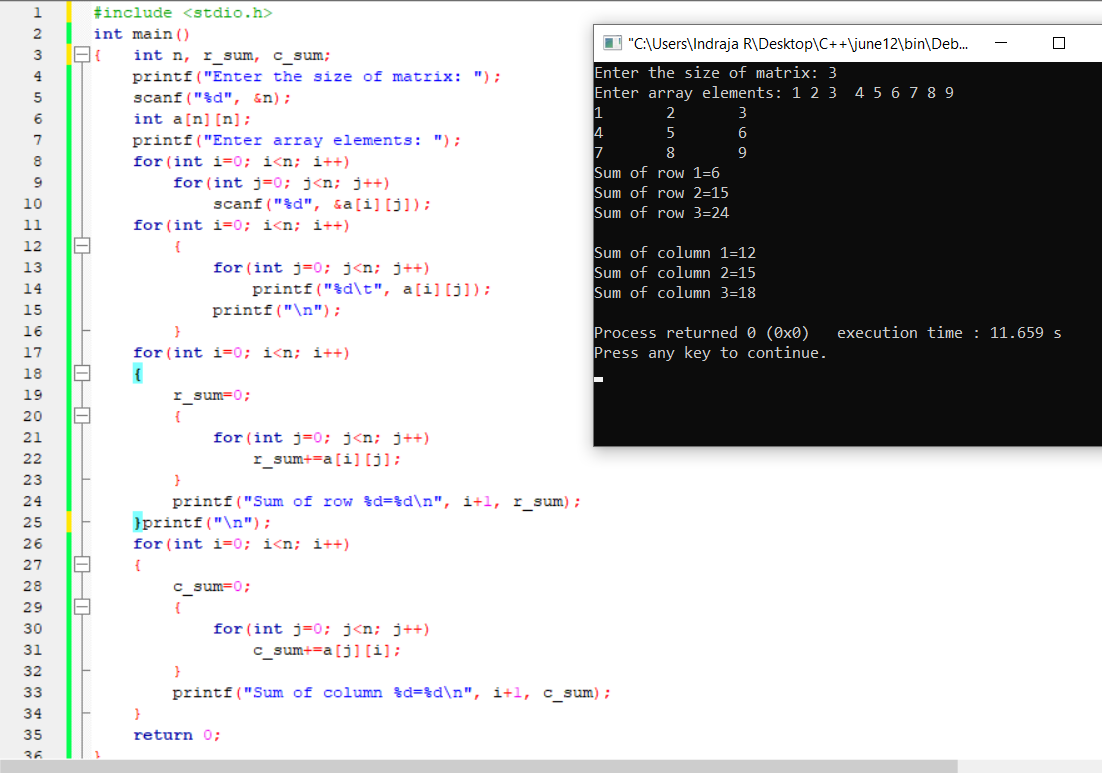 1 #include <stdio.h>
2 int main()
3 { int n, r_sum, c_sum;
4 printf("Enter the size of matrix: ");
5 scanf("%d", &n);
6 int a[n][n];
7 printf("Enter array elements: ");
8 for(int i=0; i<n; i++)
9 for(int j=0; j<n; j++)
10 scanf("%d", &a[i][j]);
11 for(int i=0; i<n; i++)
12 {
13 for(int j=0; j<n; j++)
14 printf("%d\t", a[i][j]);
15 printf("\n");
16 }
17 for(int i=0; i<n; i++)
18 {
19 r_sum=0;
20 {
21 for(int j=0; j<n; j++)
22 r_sum+=a[i][j];
23 }
24 printf("Sum of row %d=%d\n", i+1, r_sum);
25 }printf("\n");
26 for(int i=0; i<n; i++)
27 {
28 c_sum=0;
29 {
30 for(int j=0; j<n; j++)
31 c_sum+=a[j][i];
32 }
33 printf("Sum of column %d=%d\n", i+1, c_sum);
34 }
35 return 0;
36 }
"C:\Users\Indraja R\Desktop\C++\june12\bin\Deb...
Enter the size of matrix: 3
Enter array elements: 1 2 3  4 5 6 7 8 9
1 2 3
4 5 6
7 8 9
Sum of row 1=6
Sum of row 2=15
Sum of row 3=24
Sum of column 1=12
Sum of column 2=15
Sum of column 3=18
Process returned 0 (0x0)   execution time : 11.659 s
Press any key to continue.